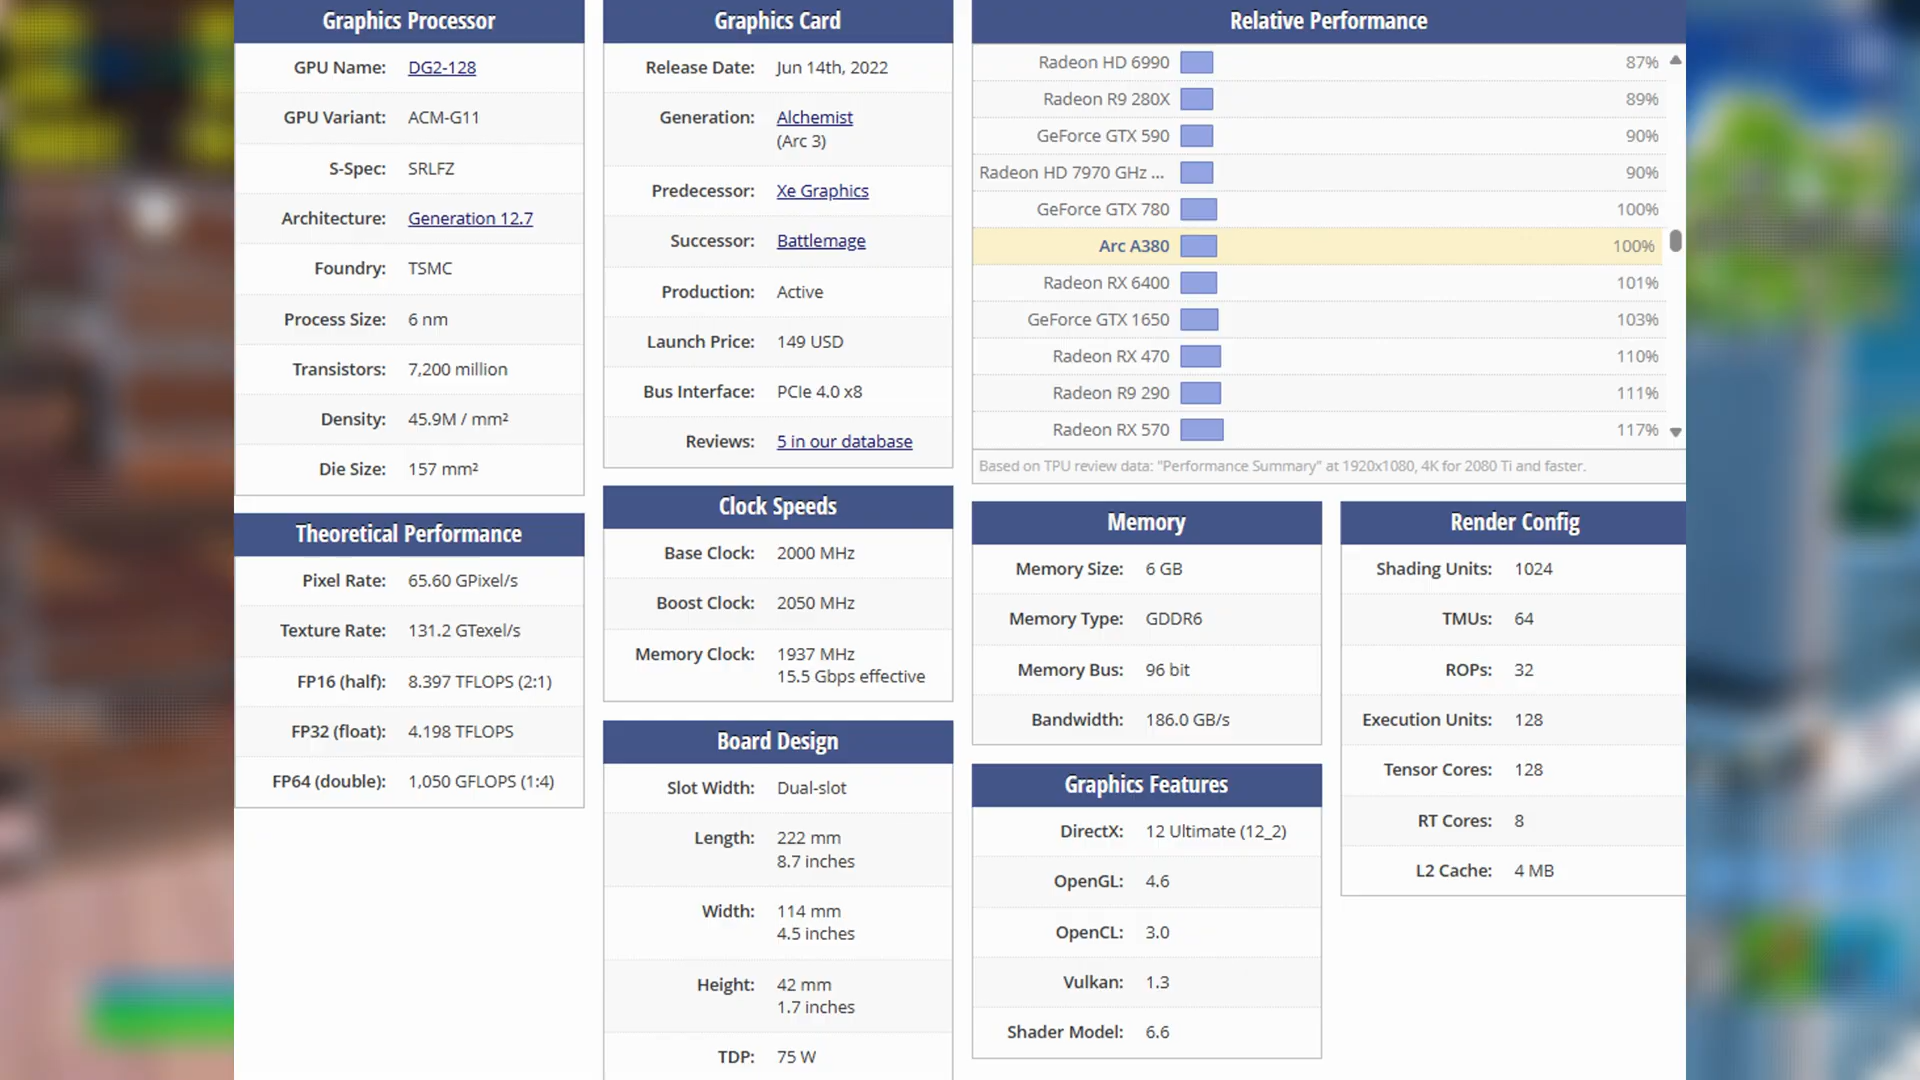 Graphics Processor
GPU Name: DG2-128
GPU Variant: ACM-G11
S-Spec: SRLFZ
Architecture: Generation 12.7
Foundry: TSMC
Process Size: 6 nm
Transistors: 7,200 million
Density: 45.9M / mm²
Die Size: 157 mm²
Theoretical Performance
Pixel Rate: 65.60 GPixel/s
Texture Rate: 131.2 GTexel/s
FP16 (half): 8.397 TFLOPS (2:1)
FP32 (float): 4.198 TFLOPS
FP64 (double): 1,050 GFLOPS (1:4)
Graphics Card
Release Date: Jun 14th, 2022
Generation: Alchemist
(Arc 3)
Predecessor: Xe Graphics
Successor: Battlemage
Production: Active
Launch Price: 149 USD
Bus Interface: PCIe 4.0 x8
Reviews: 5 in our database
Clock Speeds
Base Clock: 2000 MHz
Boost Clock: 2050 MHz
Memory Clock: 1937 MHz
15.5 Gbps effective
Board Design
Slot Width: Dual-slot
Length: 222 mm
8.7 inches
Width: 114 mm
4.5 inches
Height: 42 mm
1.7 inches
TDP: 75 W
Relative Performance
Radeon HD 6990 87%
Radeon R9 280X 89%
GeForce GTX 590 90%
Radeon HD 7970 GHz ... 90%
GeForce GTX 780 100%
Arc A380 100%
Radeon RX 6400 101%
GeForce GTX 1650 103%
Radeon RX 470 110%
Radeon R9 290 111%
Radeon RX 570 117%
Based on TPU review data: "Performance Summary" at 1920x1080, 4K for 2080 Ti and faster.
Memory
Memory Size: 6 GB
Memory Type: GDDR6
Memory Bus: 96 bit
Bandwidth: 186.0 GB/s
Graphics Features
DirectX: 12 Ultimate (12_2)
OpenGL: 4.6
OpenCL: 3.0
Vulkan: 1.3
Shader Model: 6.6
Render Config
Shading Units: 1024
TMUs: 64
ROPs: 32
Execution Units: 128
Tensor Cores: 128
RT Cores: 8
L2 Cache: 4 MB